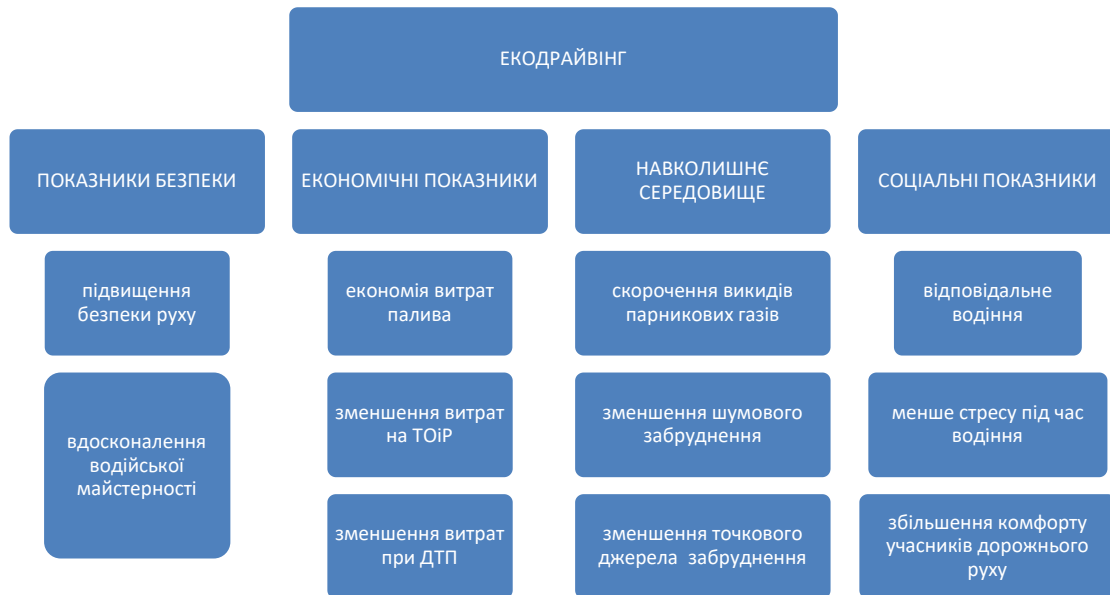 ЕКОДРАЙВІНГ
ПОКАЗНИКИ БЕЗПЕКИ
підвищення
безпеки руху
вдосконалення
водійської
майстерності
ЕКОНОМІЧНІ ПОКАЗНИКИ
економія витрат
палива
зменшення витрат
на ТОіР
зменшення витрат
при ДТП
НАВКОЛИШНЄ
СЕРЕДОВИЩЕ
скорочення викидів
парникових газів
зменшення шумового
забруднення
зменшення точкового
джерела забруднення
СОЦІАЛЬНІ ПОКАЗНИКИ
відповідальне
водіння
менше стресу під час
водіння
збільшення комфорту
учасників дорожнього
руху